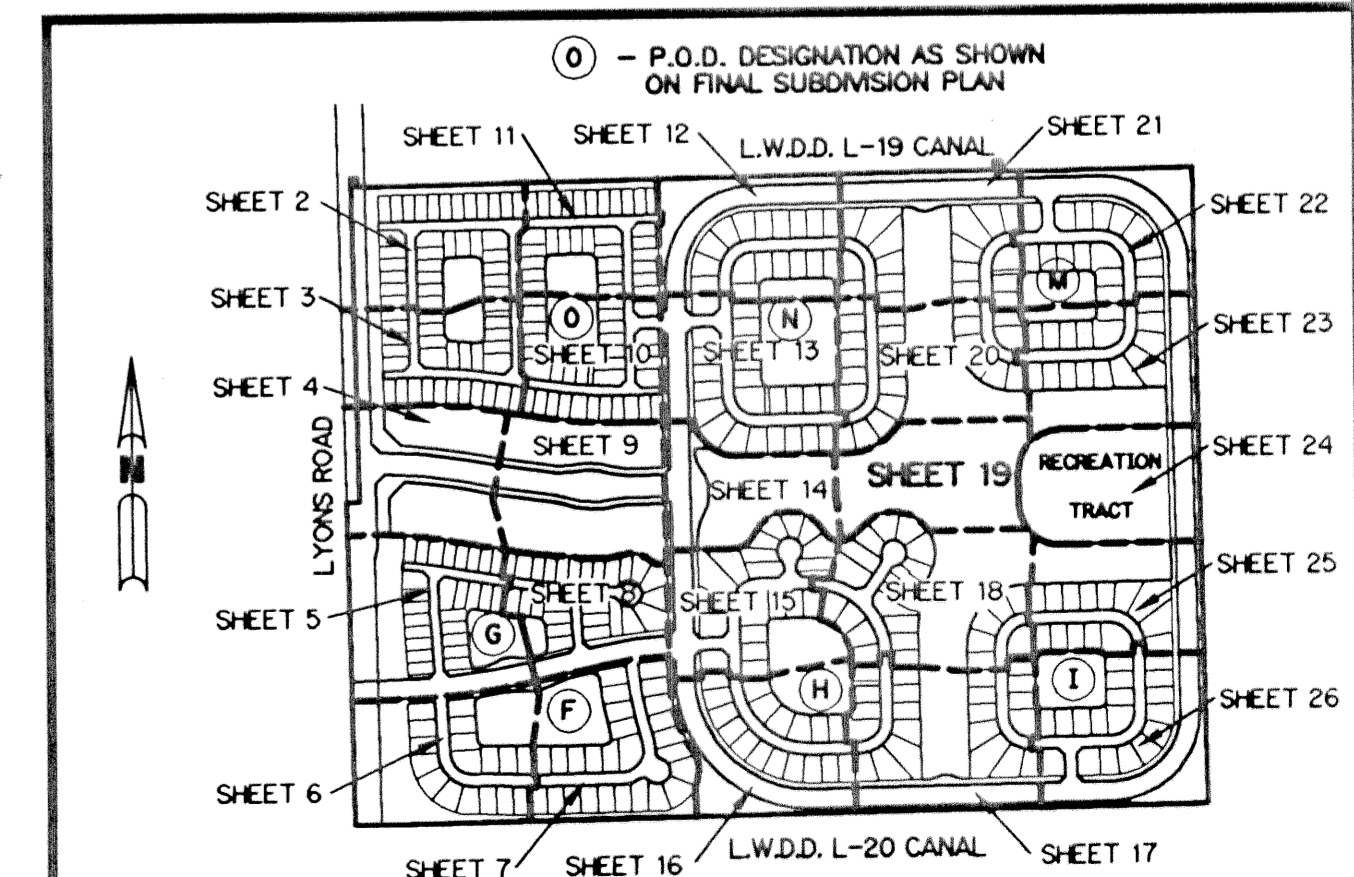 O – P.O.D. DESIGNATION AS SHOWN
ON FINAL SUBDIVISION PLAN
SHEET 11
SHEET 12
L.W.D.D. L-19 CANAL
SHEET 21
SHEET 2
SHEET 22
SHEET 3
M
O
N
SHEET 23
SHEET 10
SHEET 13
SHEET 20
SHEET 4
LYONS ROAD
N
SHEET 9
SHEET 14
SHEET 19
RECREATION
TRACT
SHEET 24
SHEET 5
SHEET 8
SHEET 15
SHEET 18
SHEET 25
G
F
H
I
SHEET 26
SHEET 6
SHEET 7
SHEET 16
L.W.D.D. L-20 CANAL
SHEET 17